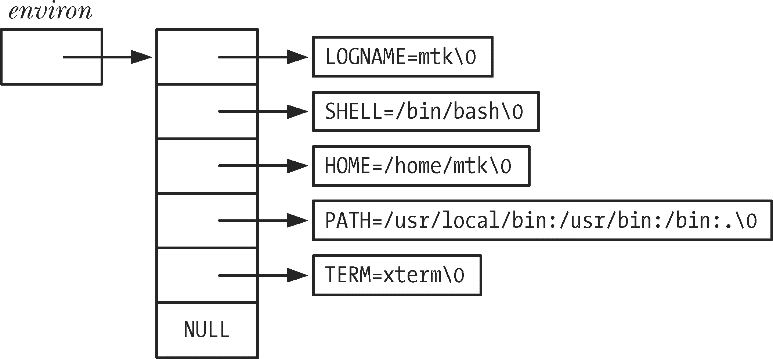 environ
LOGNAME=mtk\0
SHELL=/bin/bash\0
HOME=/home/mtk\0
PATH=/usr/local/bin:/usr/bin:/bin:.\0
TERM=xterm\0
NULL